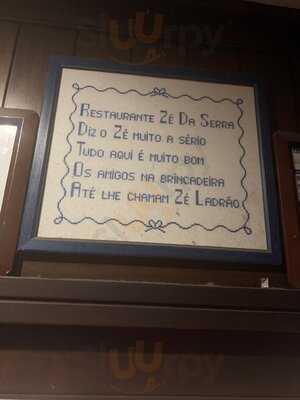 Restaurante Zé Da Serra
Diz o Zé muito a sério
Tudo aqui é muito bom
Os amigos na brincadeira
Até lhe chamam Zé Ladrão